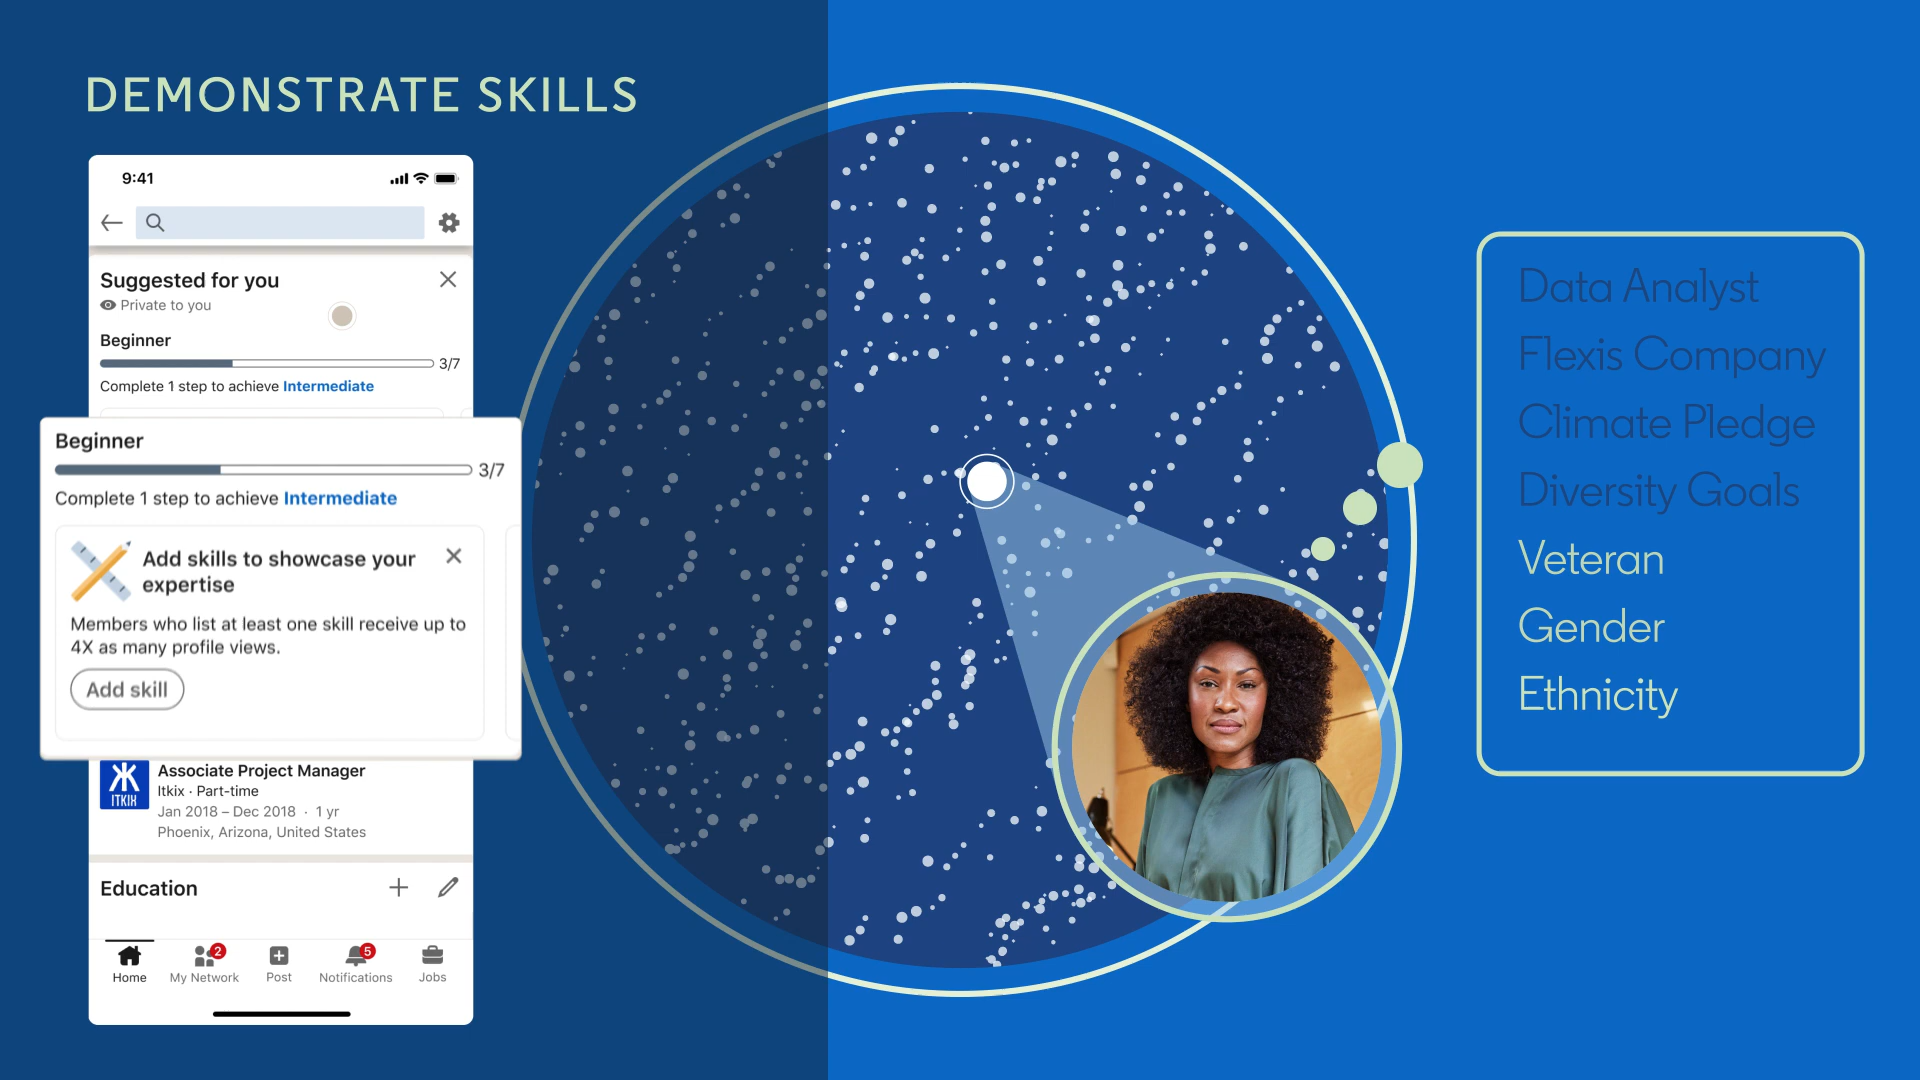 DEMONSTRATE SKILLS
9:41
Suggested for you
Private to you
Beginner
3/7
Complete 1 step to achieve Intermediate
Beginner
3/7
Complete 1 step to achieve Intermediate
Add skills to showcase your
expertise
Members who list at least one skill receive up to
4X as many profile views.
Add skill
ITKIX
Associate Project Manager
Itkix · Part-time
Jan 2018 – Dec 2018 · 1 yr
Phoenix, Arizona, United States
Education
2
5
Home
My Network
Post
Notifications
Jobs
Data Analyst
Flexis Company
Climate Pledge
Diversity Goals
Veteran
Gender
Ethnicity